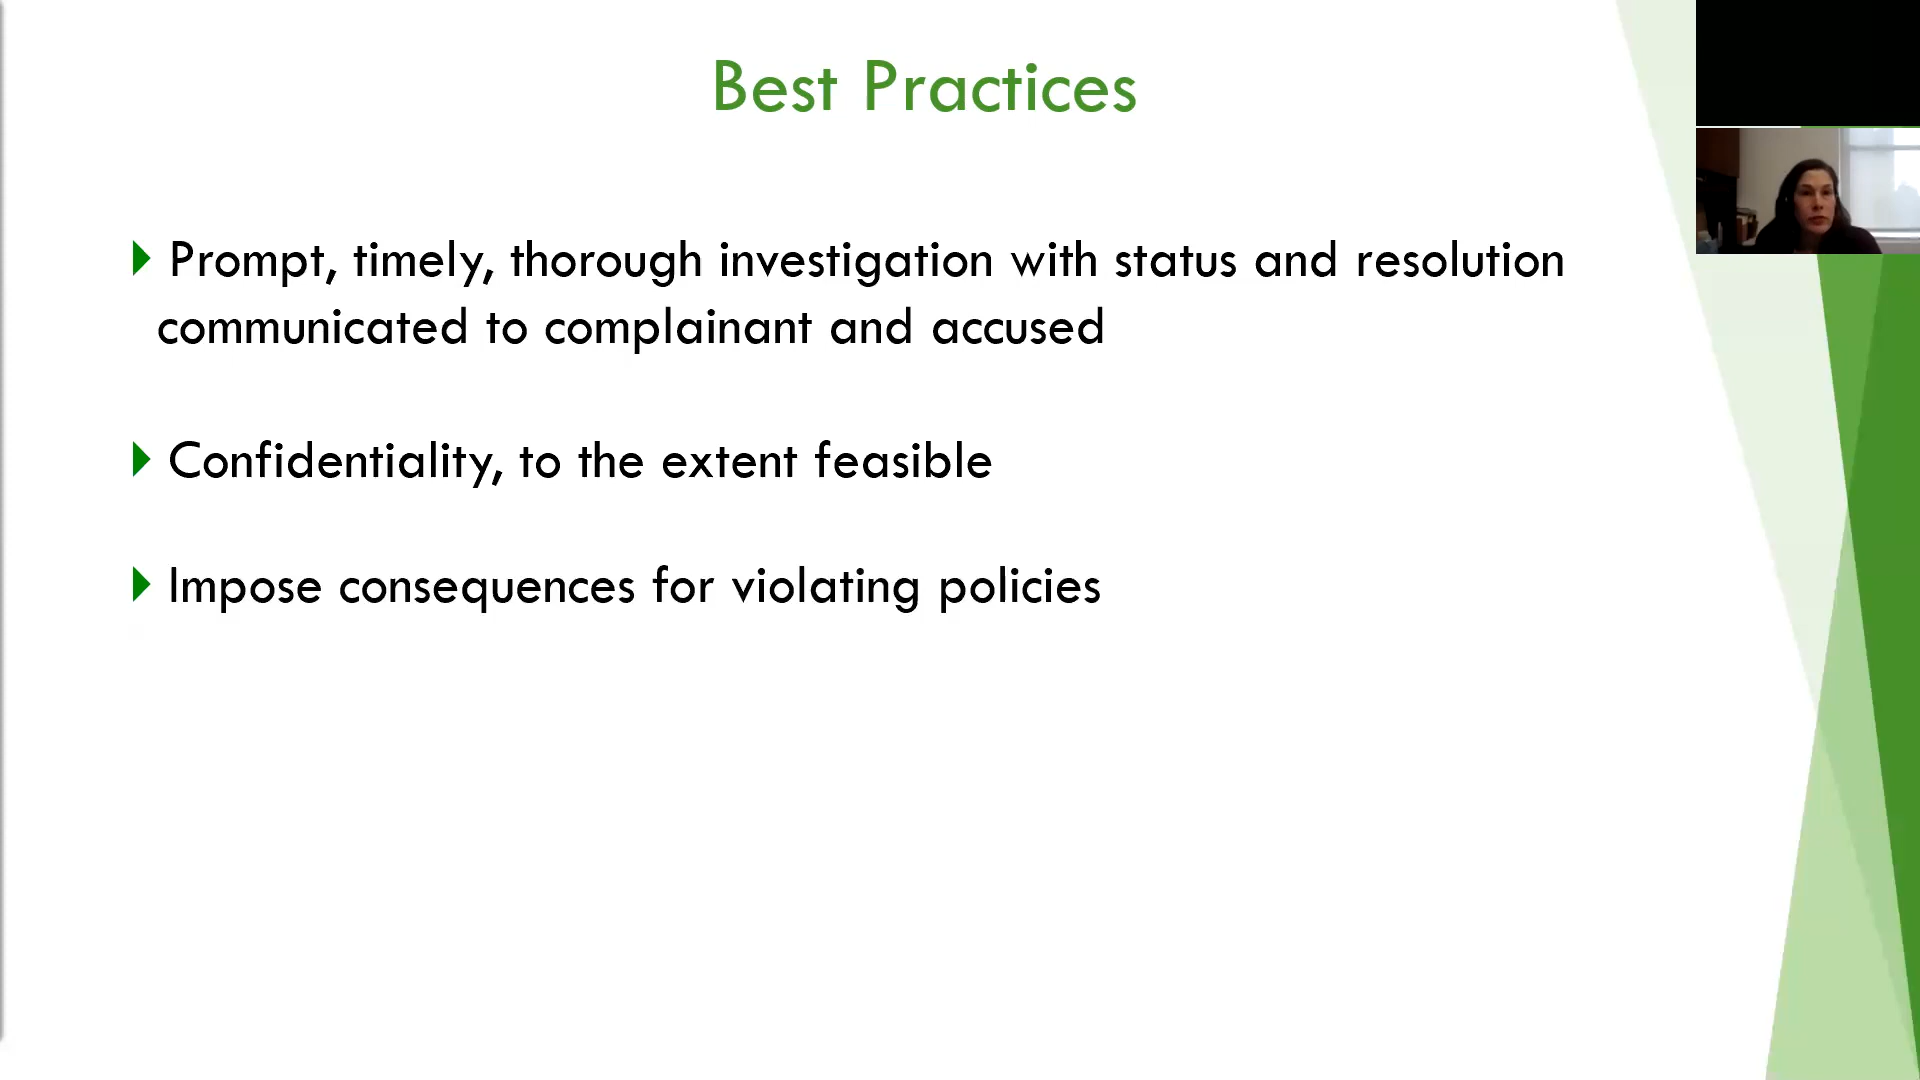 Best Practices
Prompt, timely, thorough investigation with status and resolution
communicated to complainant and accused
Confidentiality, to the extent feasible
Impose consequences for violating policies